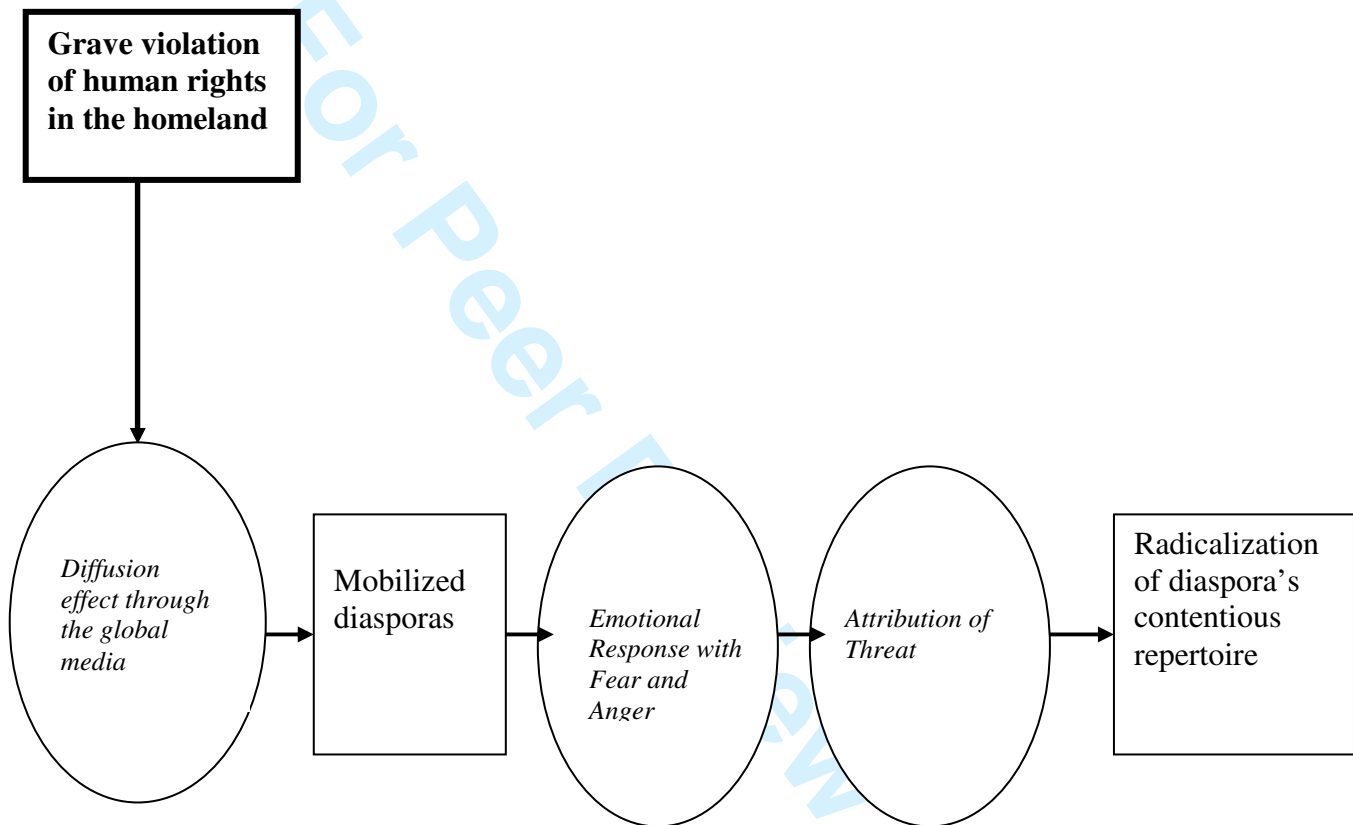 Grave violation
of human rights
in the homeland
For Peer Review
Diffusion
effect through
the global
media
Mobilized
diasporas
Emotional
Response with
Fear and
Anger
Attribution of
Threat
Radicalization
of diaspora’s
contentious
repertoire